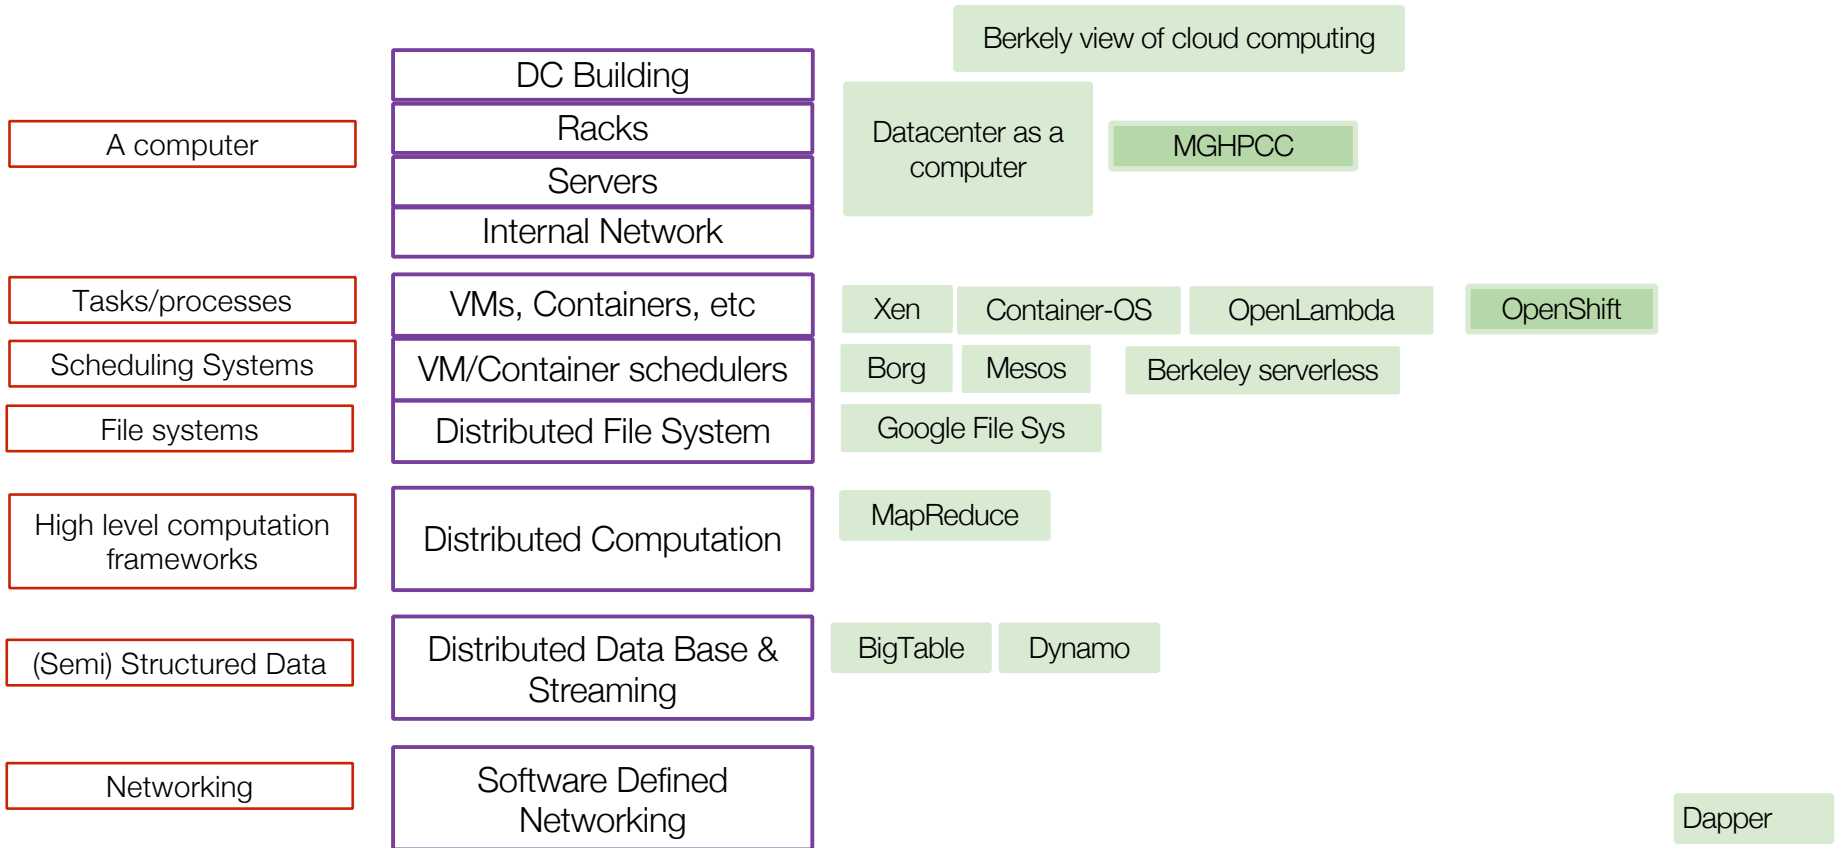 Berkely view of cloud computing
DC Building
A computer
Racks
Datacenter as a
computer
MGHPCC
Servers
Internal Network
Tasks/processes
VMs, Containers, etc
Xen
Container-OS
OpenLambda
OpenShift
Scheduling Systems
VM/Container schedulers
Borg
Mesos
Berkeley serverless
File systems
Distributed File System
Google File Sys
High level computation
frameworks
Distributed Computation
MapReduce
(Semi) Structured Data
Distributed Data Base &
Streaming
BigTable
Dynamo
Networking
Software Defined
Networking
Dapper